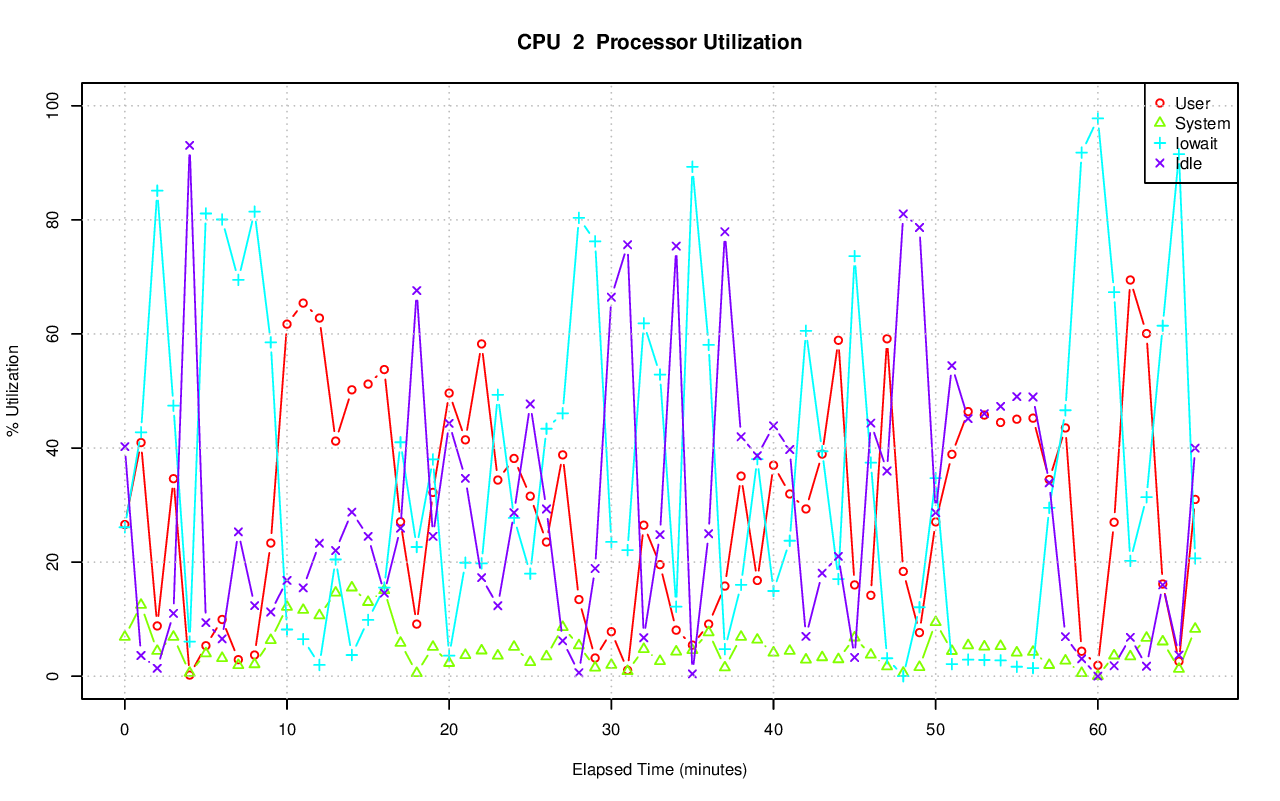 CPU  2  Processor Utilization
% Utilization
100
80
60
40
20
0
User
System
Iowait
Idle
0 10 20 30 40 50 60
Elapsed Time (minutes)